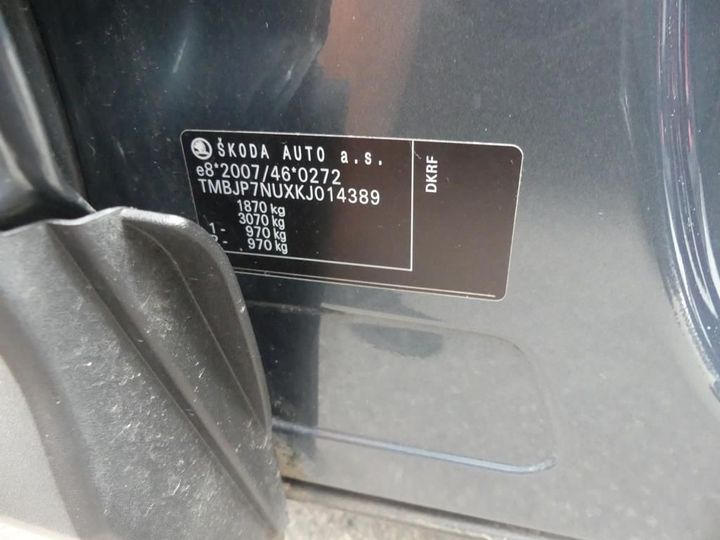 ŠKODA AUTO a.s.
e8*2007/46*0272
TMBJP7NUXKJ014389
1870 kg
3070 kg
1 - 970 kg
2 - 970 kg
DKRF